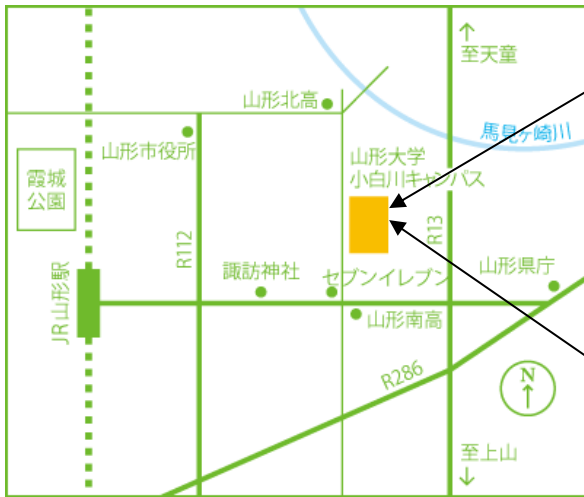 至天童
山形北高
馬見ヶ崎川
山形市役所
山形大学
小白川キャンパス
霞城
公園
R112
R13
JR山形駅
諏訪神社
セブンイレブン
山形県庁
山形南高
R286
N
至上山